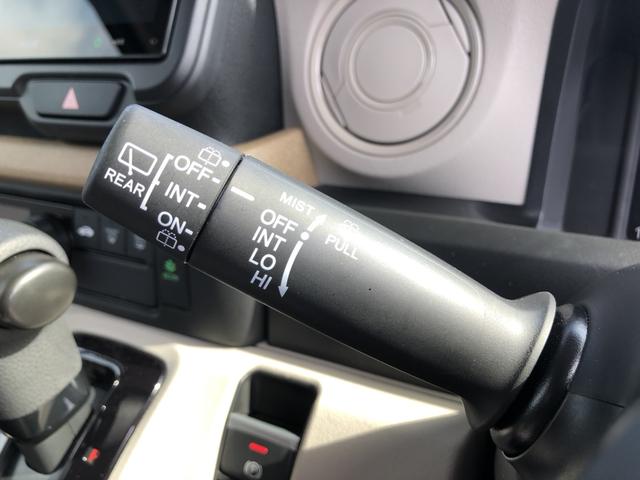 REAR
OFF
INT
ON
MIST
OFF
INT
LO
HI
PULL